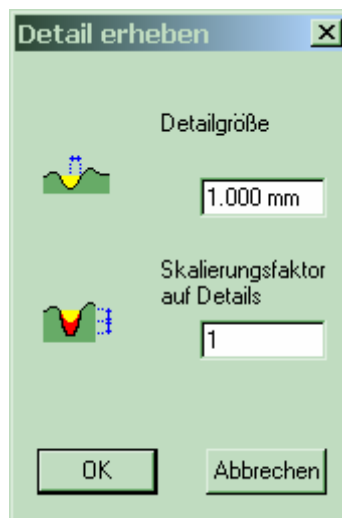 Detail erheben
Detailgröße
1.000 mm
Skalierungsfaktor
auf Details
1
OK
Abbrechen